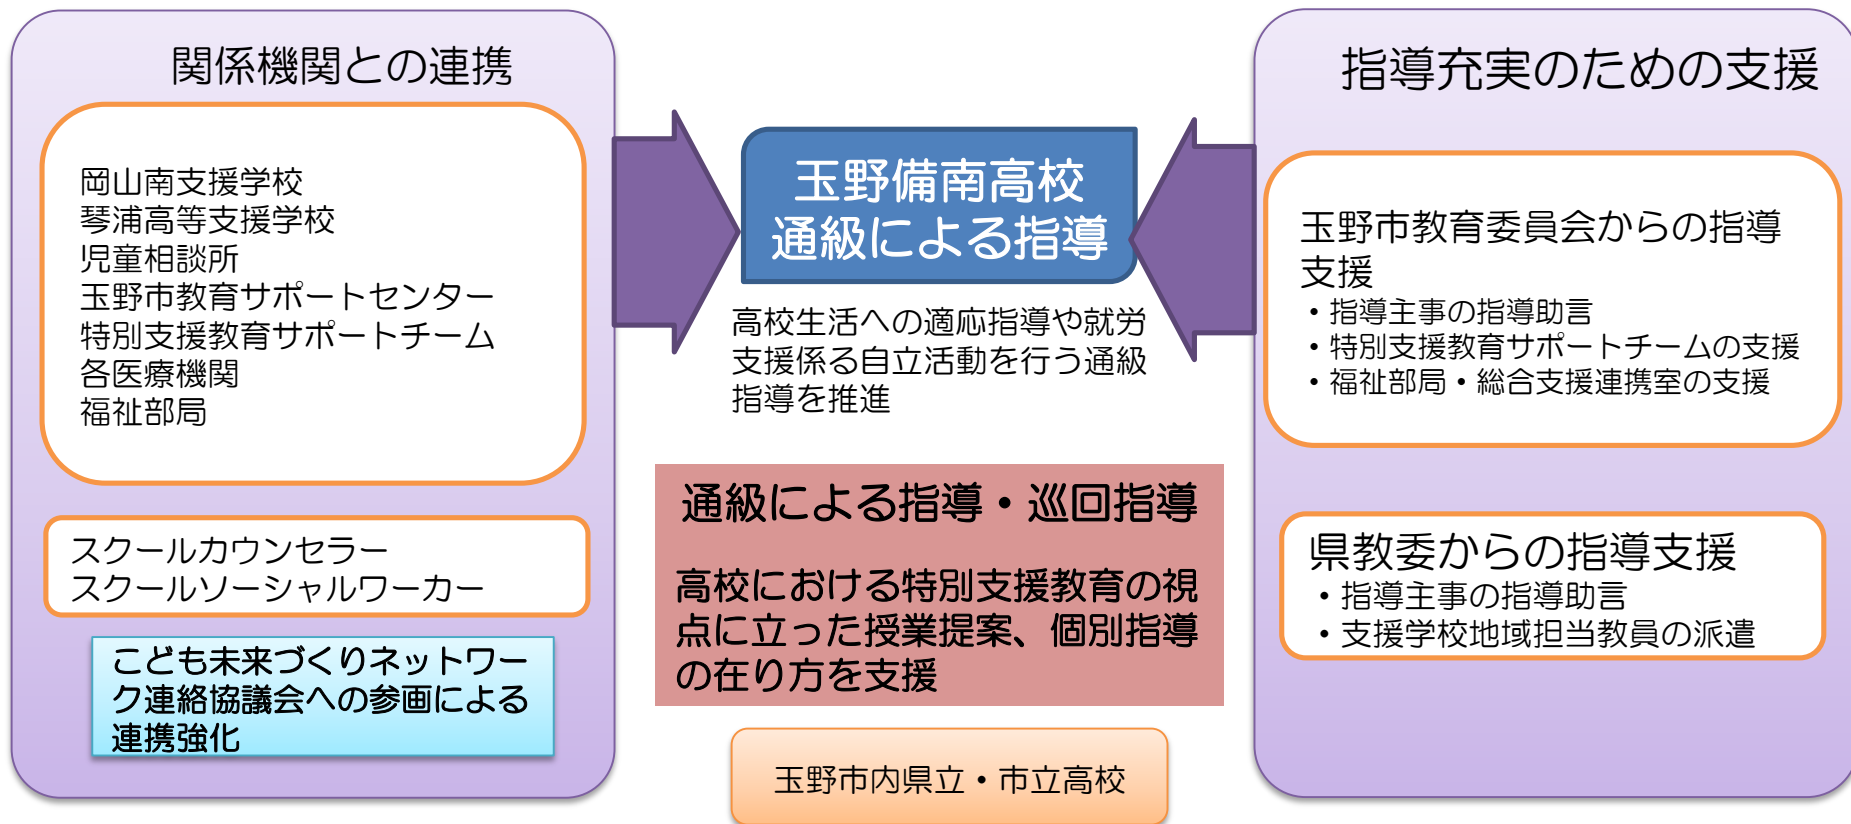 関係機関との連携
岡山南支援学校
琴浦高等支援学校
児童相談所
玉野市教育サポートセンター
特別支援教育サポートチーム
各医療機関
福祉部局
スクールカウンセラー
スクールソーシャルワーカー
こども未来づくりネットワー
ク連絡協議会への参画による
連携強化
玉野備南高校
通級による指導
高校生活への適応指導や就労
支援係る自立活動を行う通級
指導を推進
通級による指導・巡回指導
高校における特別支援教育の視
点に立った授業提案、個別指導
の在り方を支援
玉野市内県立・市立高校
指導充実のための支援
玉野市教育委員会からの指導
支援
・指導主事の指導助言
・特別支援教育サポートチームの支援
・福祉部局・総合支援連携室の支援
県教委からの指導支援
・指導主事の指導助言
・支援学校地域担当教員の派遣